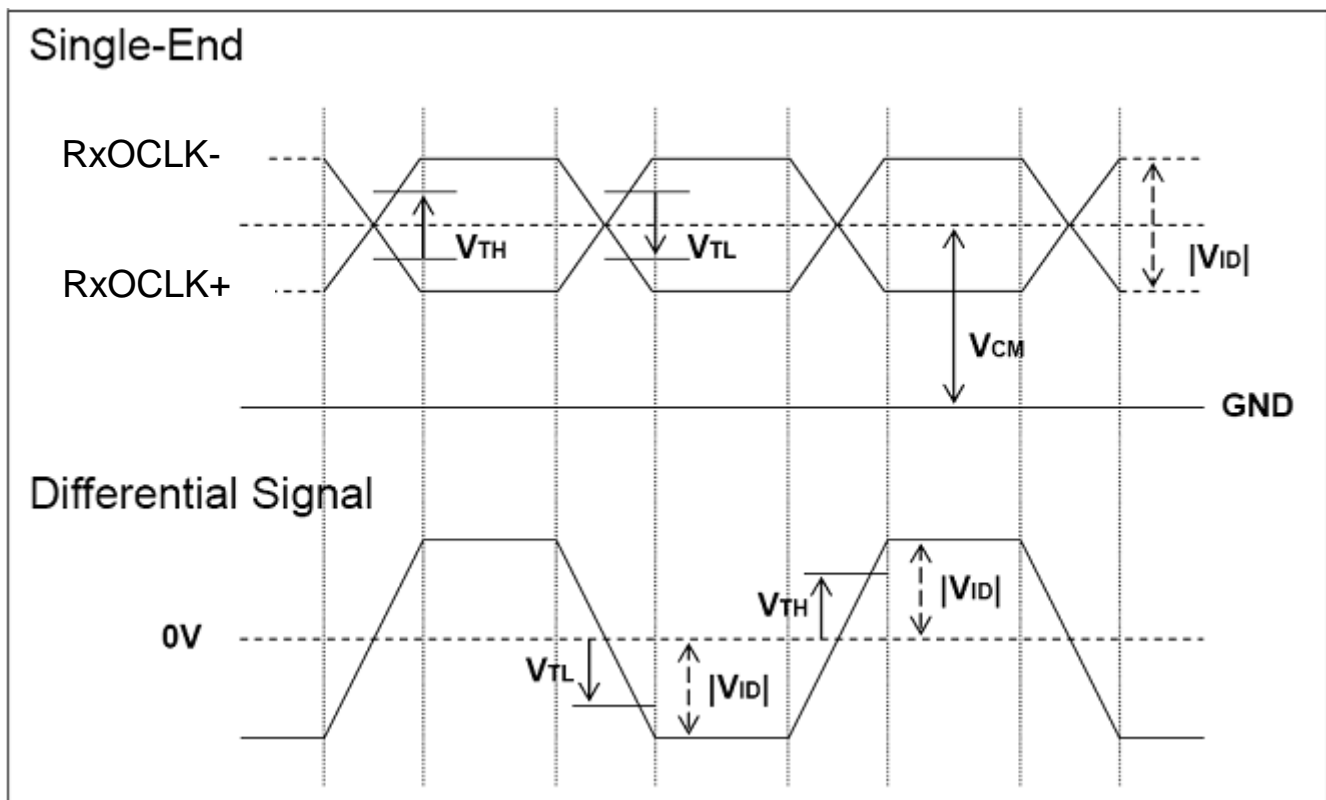 Single-End
RxOCLK-
VTH
VTL
|VID|
RxOCLK+
VCM
GND
Differential Signal
VTH
|VID|
0V
VTL
|VID|